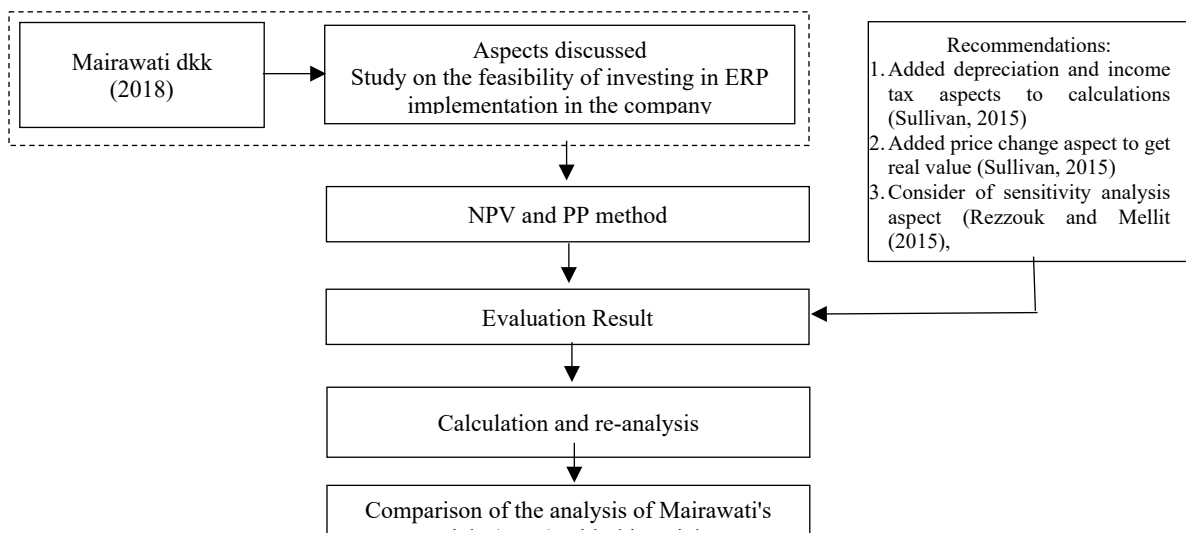 Mairawati dkk
(2018)
Aspects discussed
Study on the feasibility of investing in ERP
implementation in the company
Recommendations:
1. Added depreciation and income
tax aspects to calculations
(Sullivan, 2015)
2. Added price change aspect to get
real value (Sullivan, 2015)
3. Consider of sensitivity analysis
aspect (Rezzouk and Mellit
(2015),
NPV and PP method
Evaluation Result
Calculation and re-analysis
Comparison of the analysis of Mairawati's